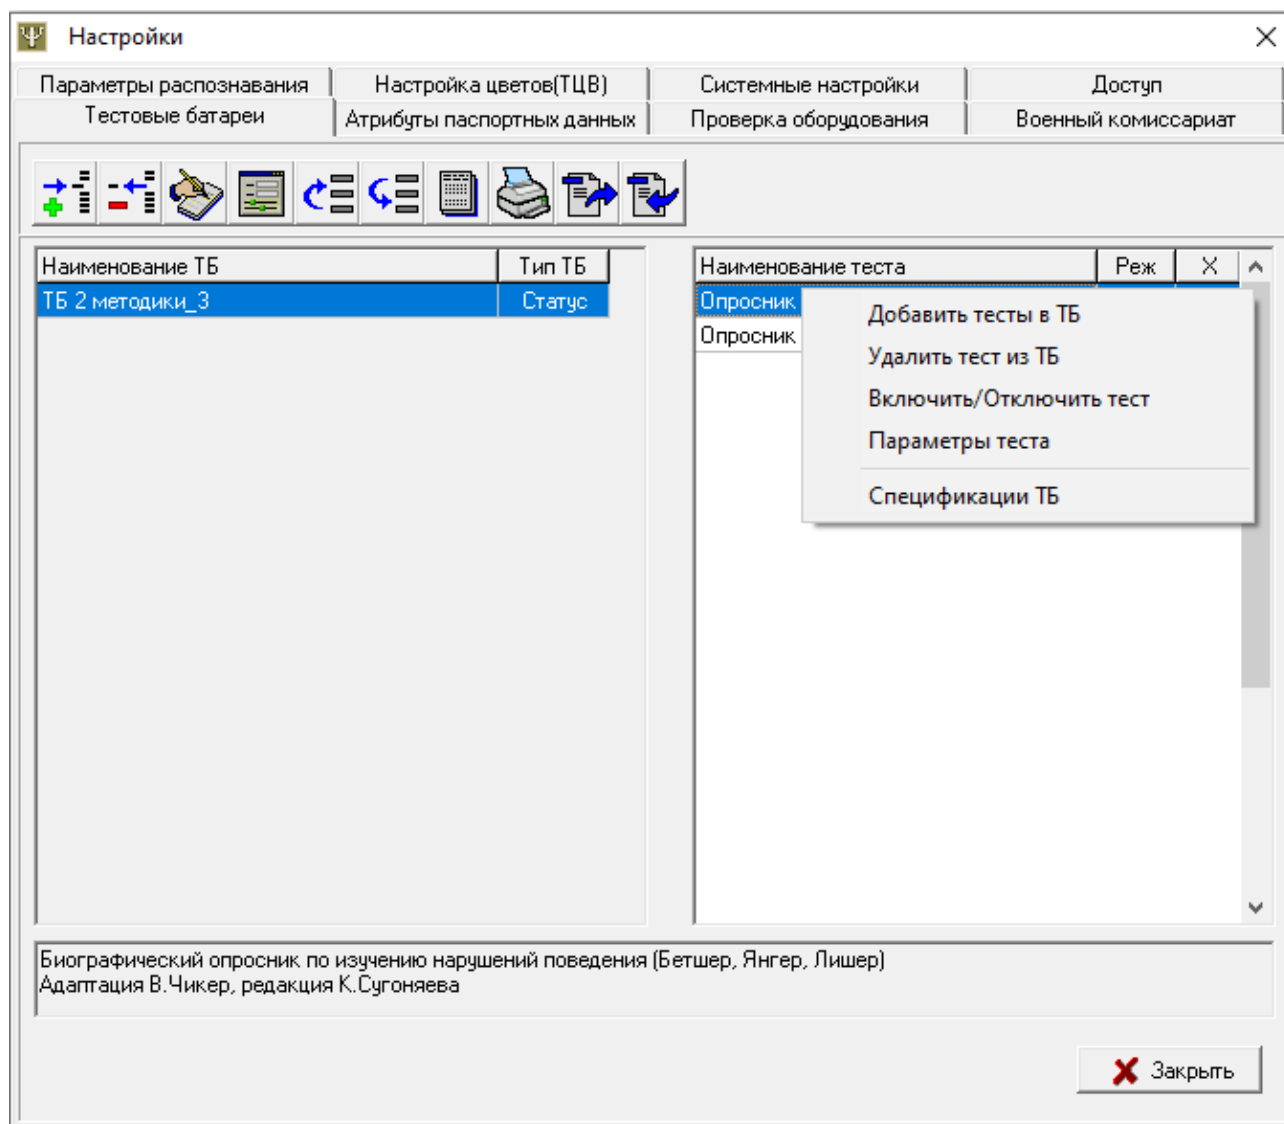 Настройки
Параметры распознавания
Настройка цветов(ТЦВ)
Системные настройки
Доступ
Тестовые батареи
Атрибуты паспортных данных
Проверка оборудования
Военный комиссариат
Наименование ТБ
Тип ТБ
ТБ 2 методики_3
Статус
Наименование теста
Реж
X
Опросник
Опросник
Добавить тесты в ТБ
Удалить тест из ТБ
Включить/Отключить тест
Параметры теста
Спецификации ТБ
Биографический опросник по изучению нарушений поведения (Бетшер, Янгер, Лишер)
Адаптация В.Чикер, редакция К.Сугоняева
Закрыть